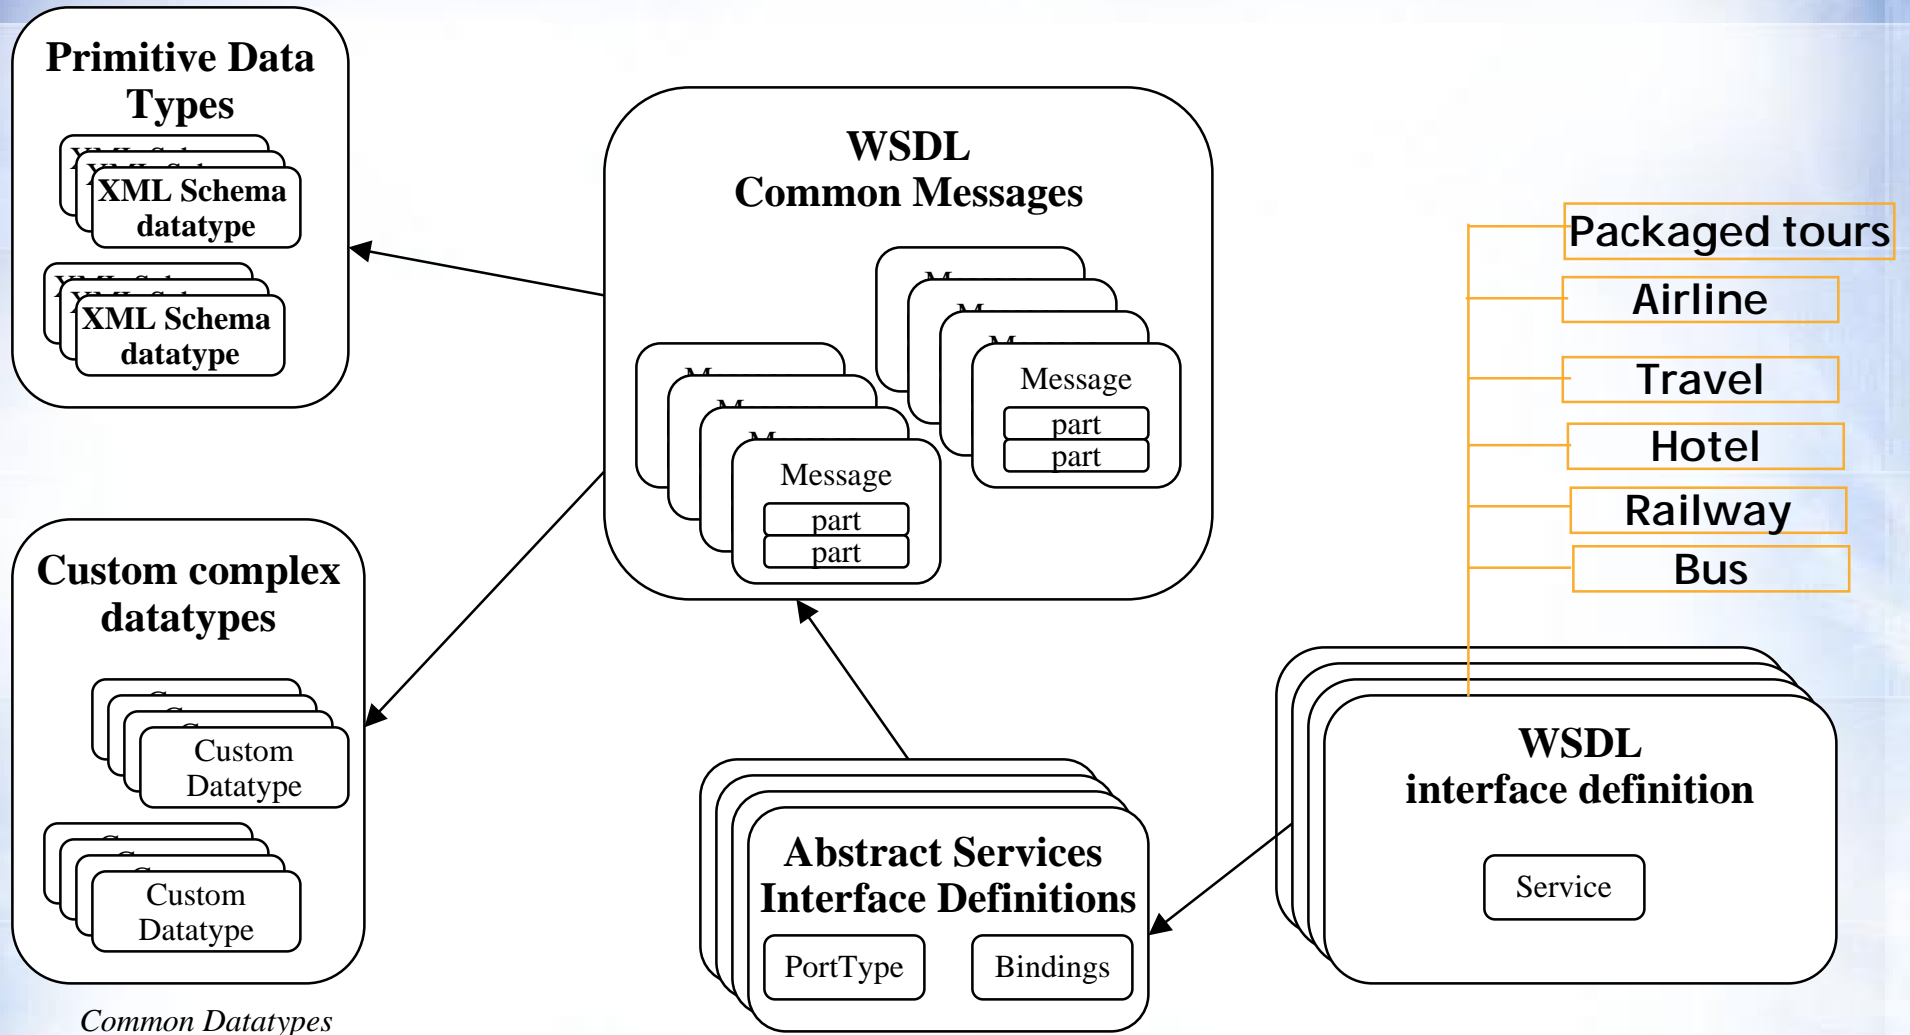 Primitive Data
Types
XML Schema
datatype
XML Schema
datatype
Custom complex
datatypes
Custom
Datatype
Custom
Datatype
Common Datatypes
WSDL
Common Messages
Message
part
part
Message
part
part
Abstract Services
Interface Definitions
PortType
Bindings
Packaged tours
Airline
Travel
Hotel
Railway
Bus
WSDL
interface definition
Service